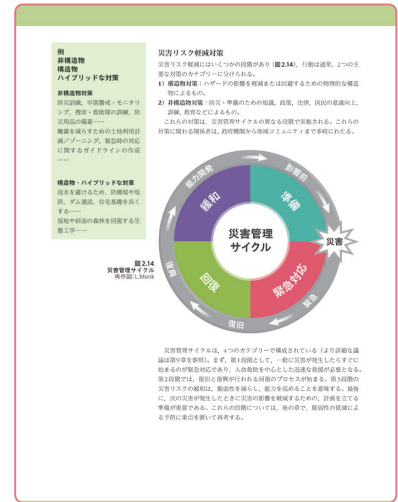 例
非構造物
構造物
ハイブリッドな対策
非構造物対策
防災訓練、早期警戒・モニタリ
ング、捜索・救助隊の訓練、防
災用品の備蓄……
曝露を減らすための土地利用計
画／ゾーニング、緊急時の対応
に関するガイドラインの作成
……
構造物・ハイブリッドな対策
洪水を避けるため、防潮堤や堤
防、ダム建設、住宅基礎を高く
する……
湿地や斜面の森林を回復する生
態工学……
災害リスク軽減対策
災害リスク軽減にはいくつかの段階があり（図2.14）、行動は通常、2つの主
要な対策のカテゴリーに分けられる。
1）構造物対策：ハザードの影響を軽減または回避するための物理的な構造
物によるもの。
2）非構造物対策：防災・準備のための知識、政策、法律、国民の意識向上、
訓練、教育などによるもの。
これらの対策は、災害管理サイクルの異なる段階で実施される。これらの
対策に関わる関係者は、政府機関から地域コミュニティまで多岐にわたる。
能力開発
影響前
緩和
準備
災害管理
サイクル
災害
回復
緊急対応
復興
復旧
緊急
図2.14
災害管理サイクル
再作図：L.Monk
災害管理サイクルは、4つのカテゴリーで構成されている（より詳細な議
論は第9章を参照）。まず、第1段階として、一般に災害が発生したらすぐに
始まるのが緊急対応であり、人命救助を中心とした迅速な救援が必要となる。
第2段階では、復旧と復興が行われる回復のプロセスが始まる。第3段階の
災害リスクの緩和は、脆弱性を減らし、能力を高めることを意味する。最後
に、次の災害が発生したときに災害の影響を軽減するための、計画を立てる
準備が重要である。これらの段階については、後の章で、脆弱性の低減によ
る予防に重点を置いて再考する。